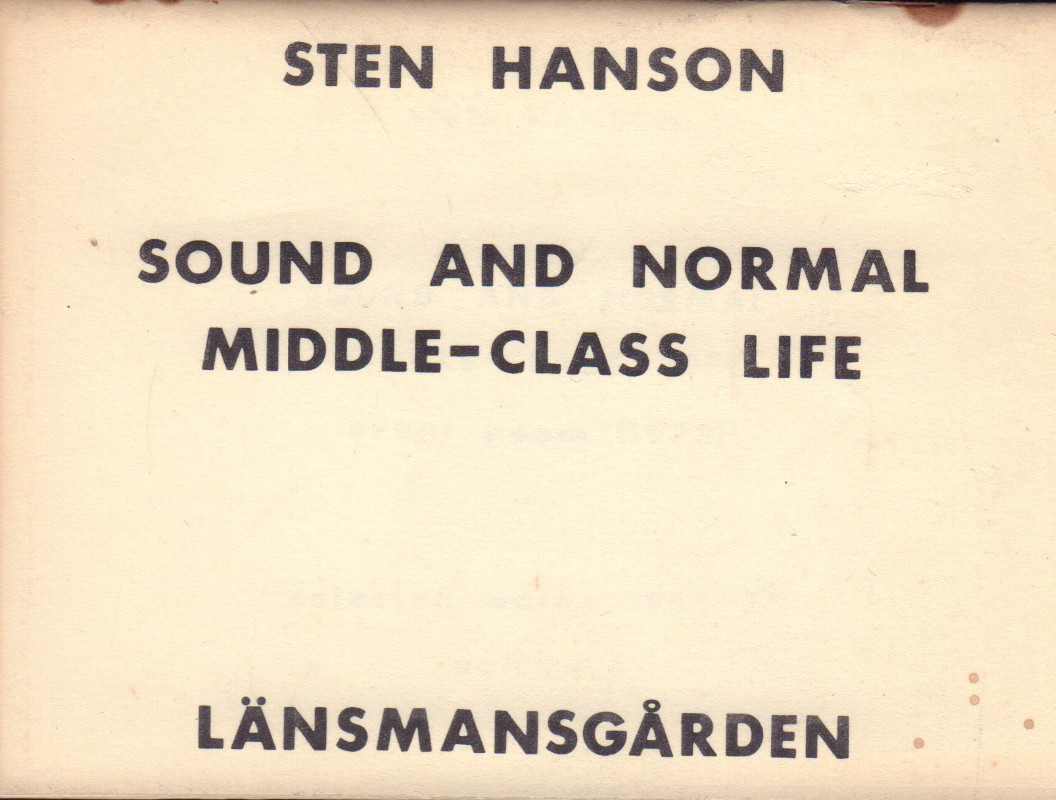 STEN HANSON
SOUND AND NORMAL
MIDDLE-CLASS LIFE
LÄNSMANSGÅRDEN